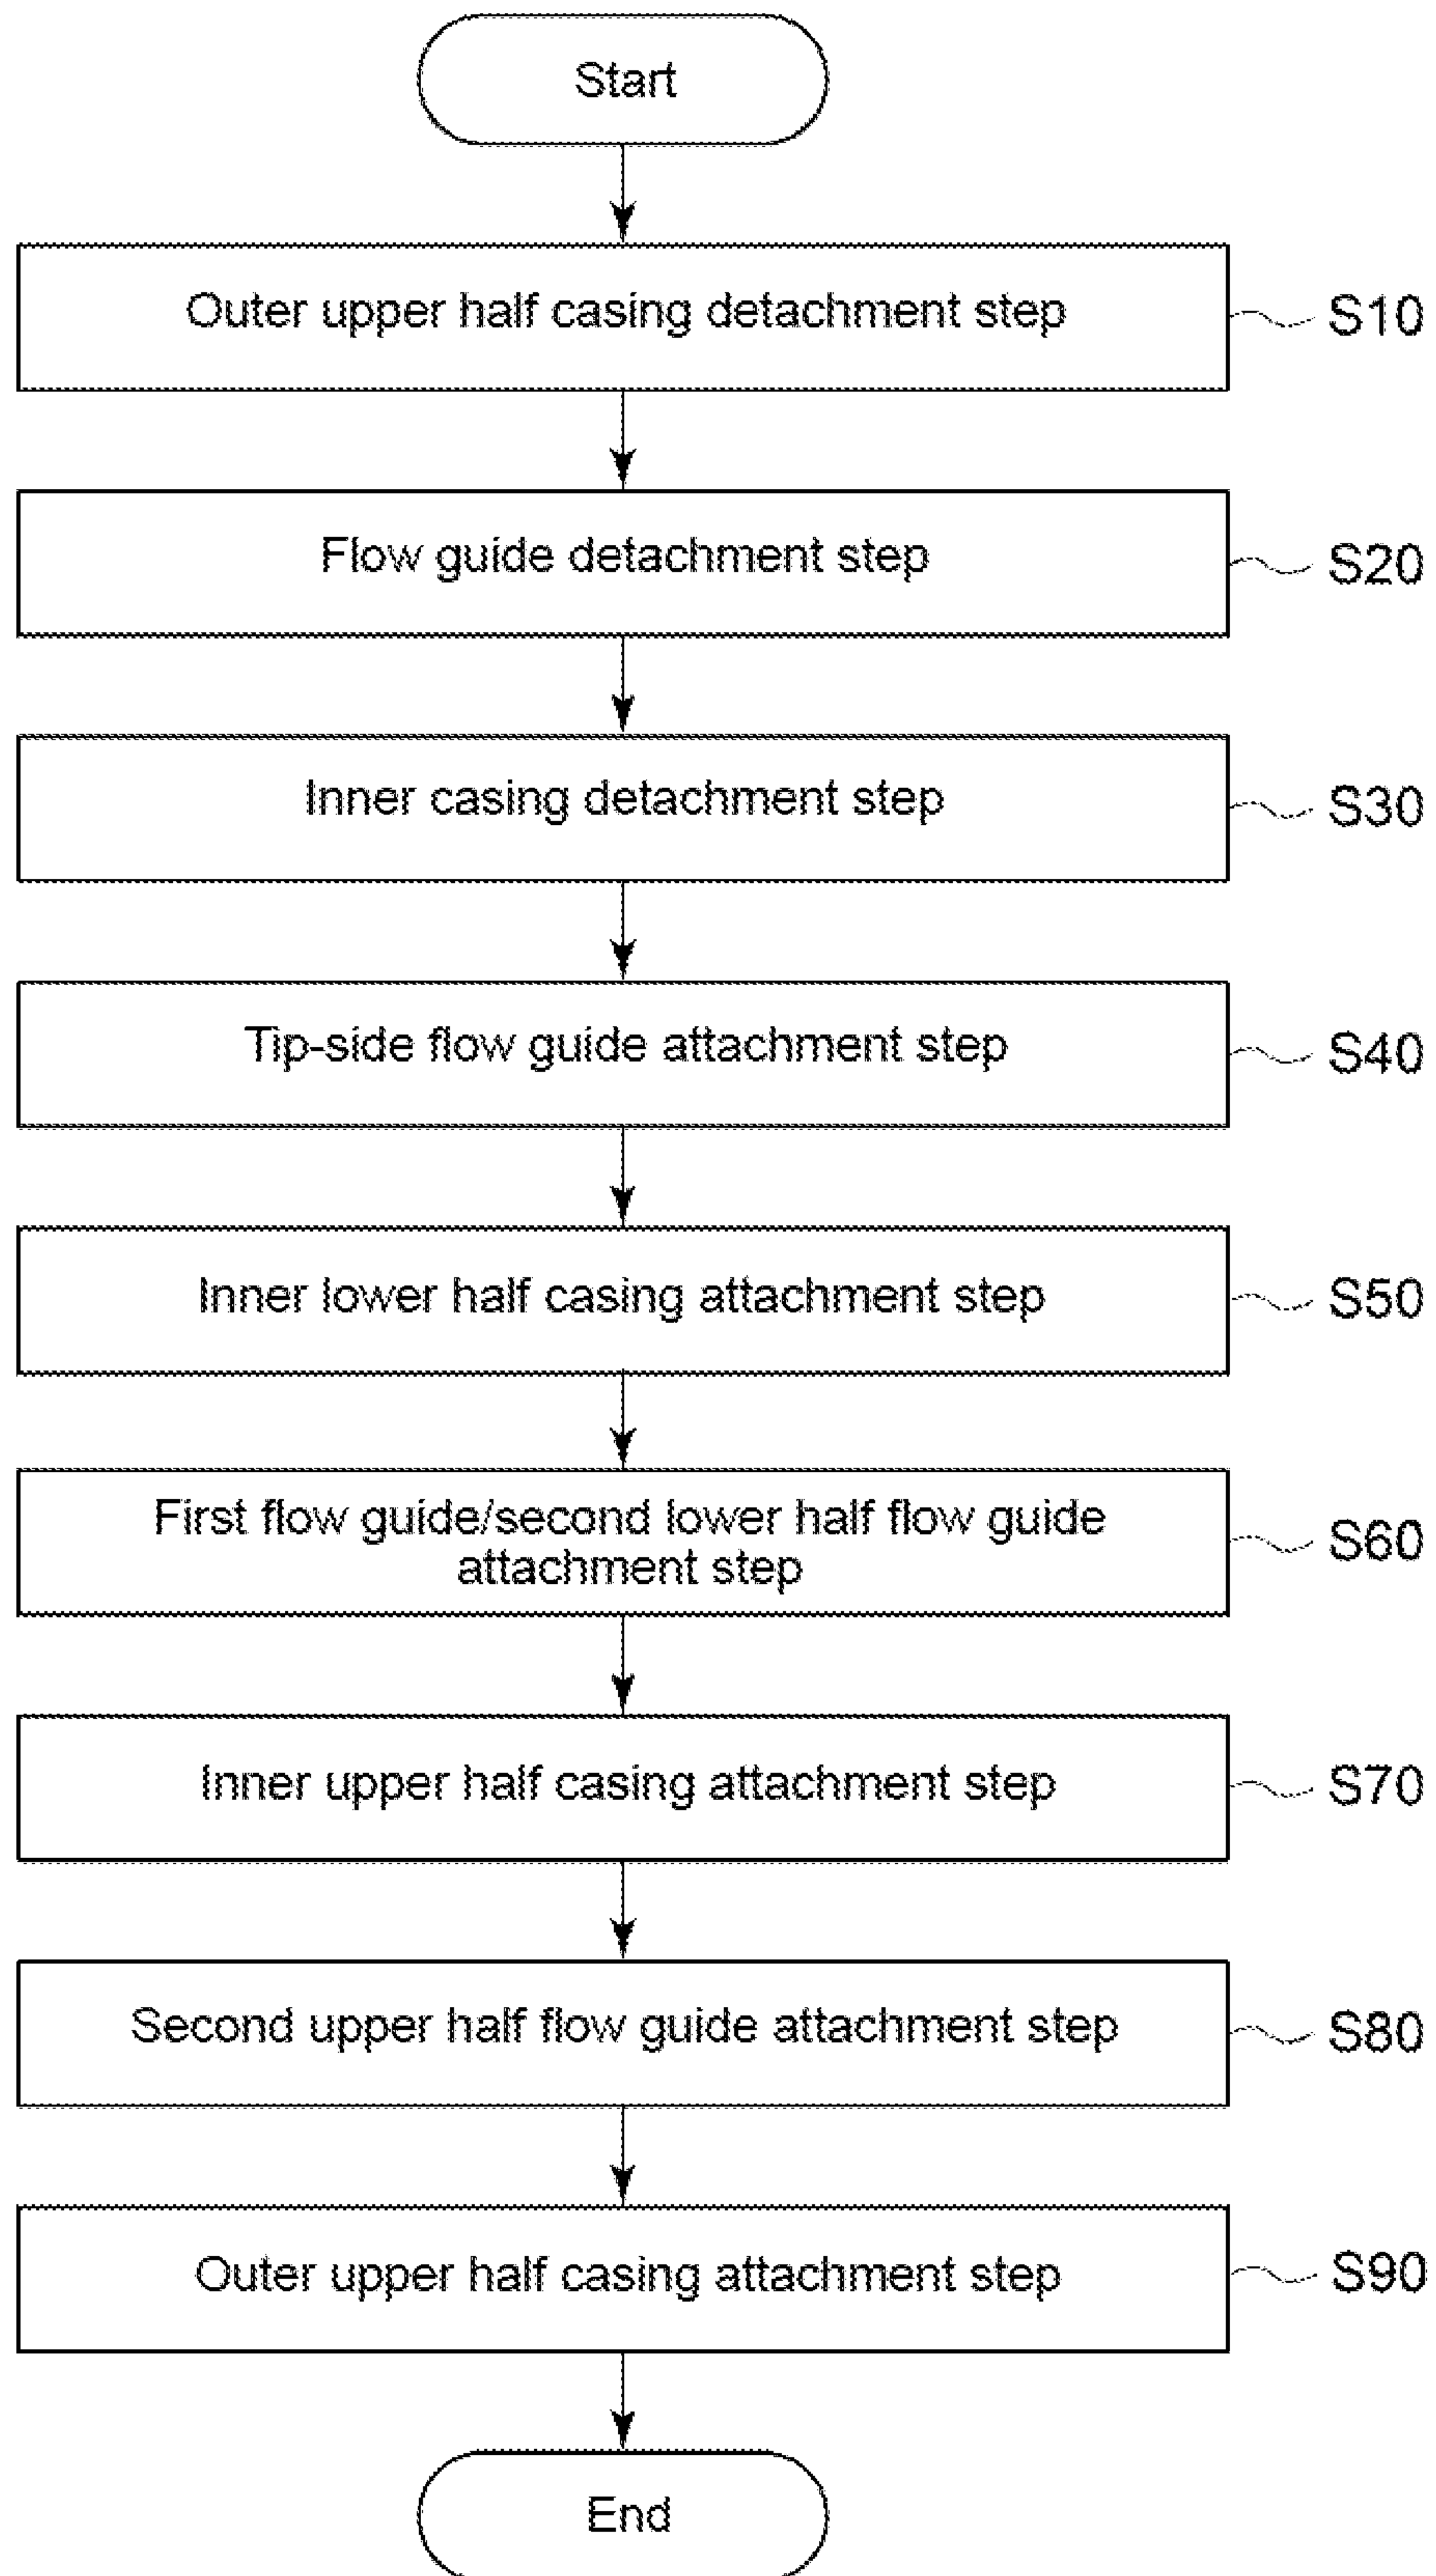 Start
Outer upper half casing detachment step
S10
Flow guide detachment step
S20
Inner casing detachment step
S30
Tip-side flow guide attachment step
S40
Inner lower half casing attachment step
S50
First flow guide/second lower half flow guide
attachment step
S60
Inner upper half casing attachment step
S70
Second upper half flow guide attachment step
S80
Outer upper half casing attachment step
S90
End